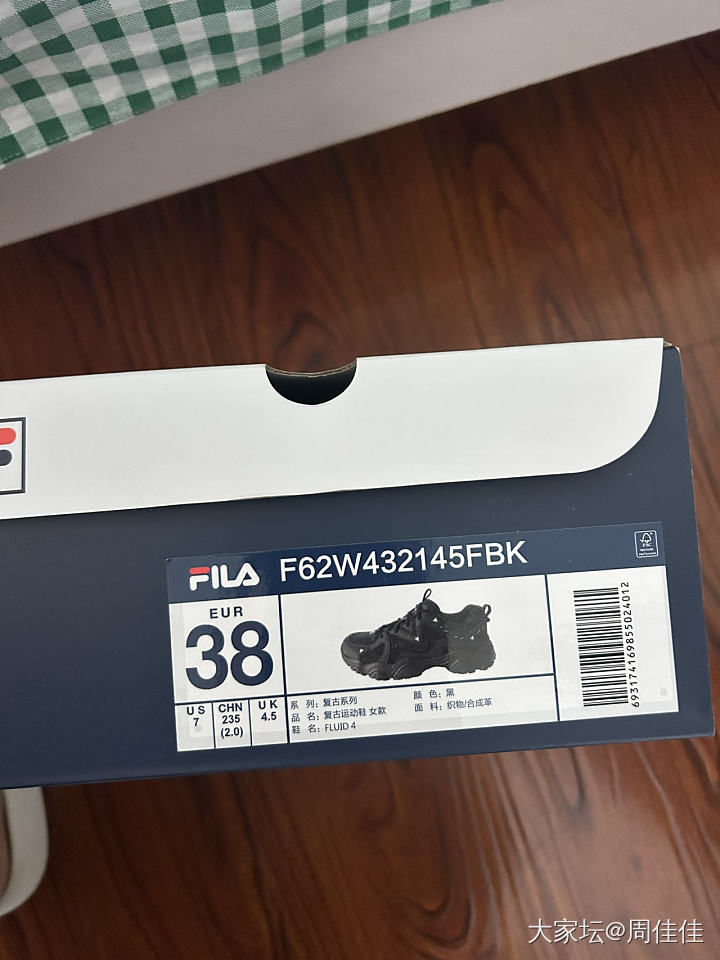 FILA F62W432145FBK
EUR
38
US
7
CHN
235
(2.0)
UK
4.5
系 列：复古系列
品 名：复古运动鞋 女款
鞋 名：FLUID 4
颜 色：黑
面 料：织物/合成革
6931741698550 24012
大家坛@周佳佳